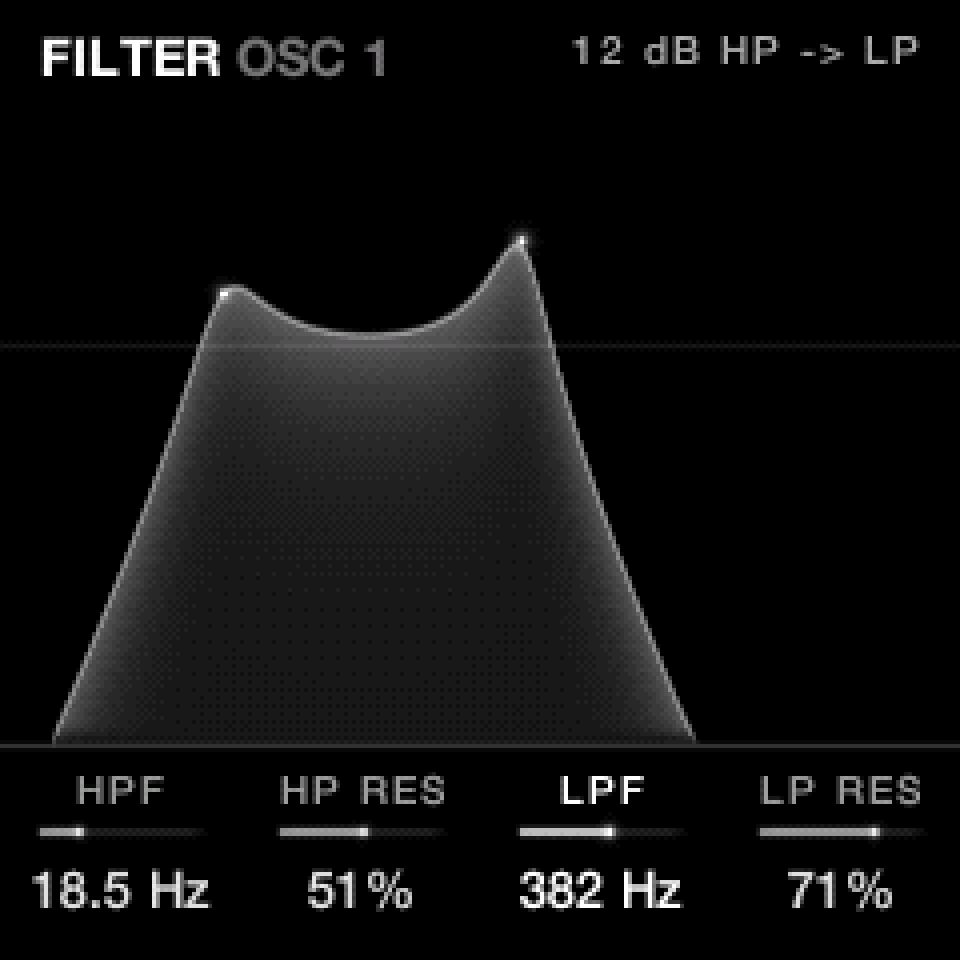 FILTER OSC 1
12 dB HP -> LP
HPF HP RES LPF LP RES
18.5 Hz 51% 382 Hz 71%